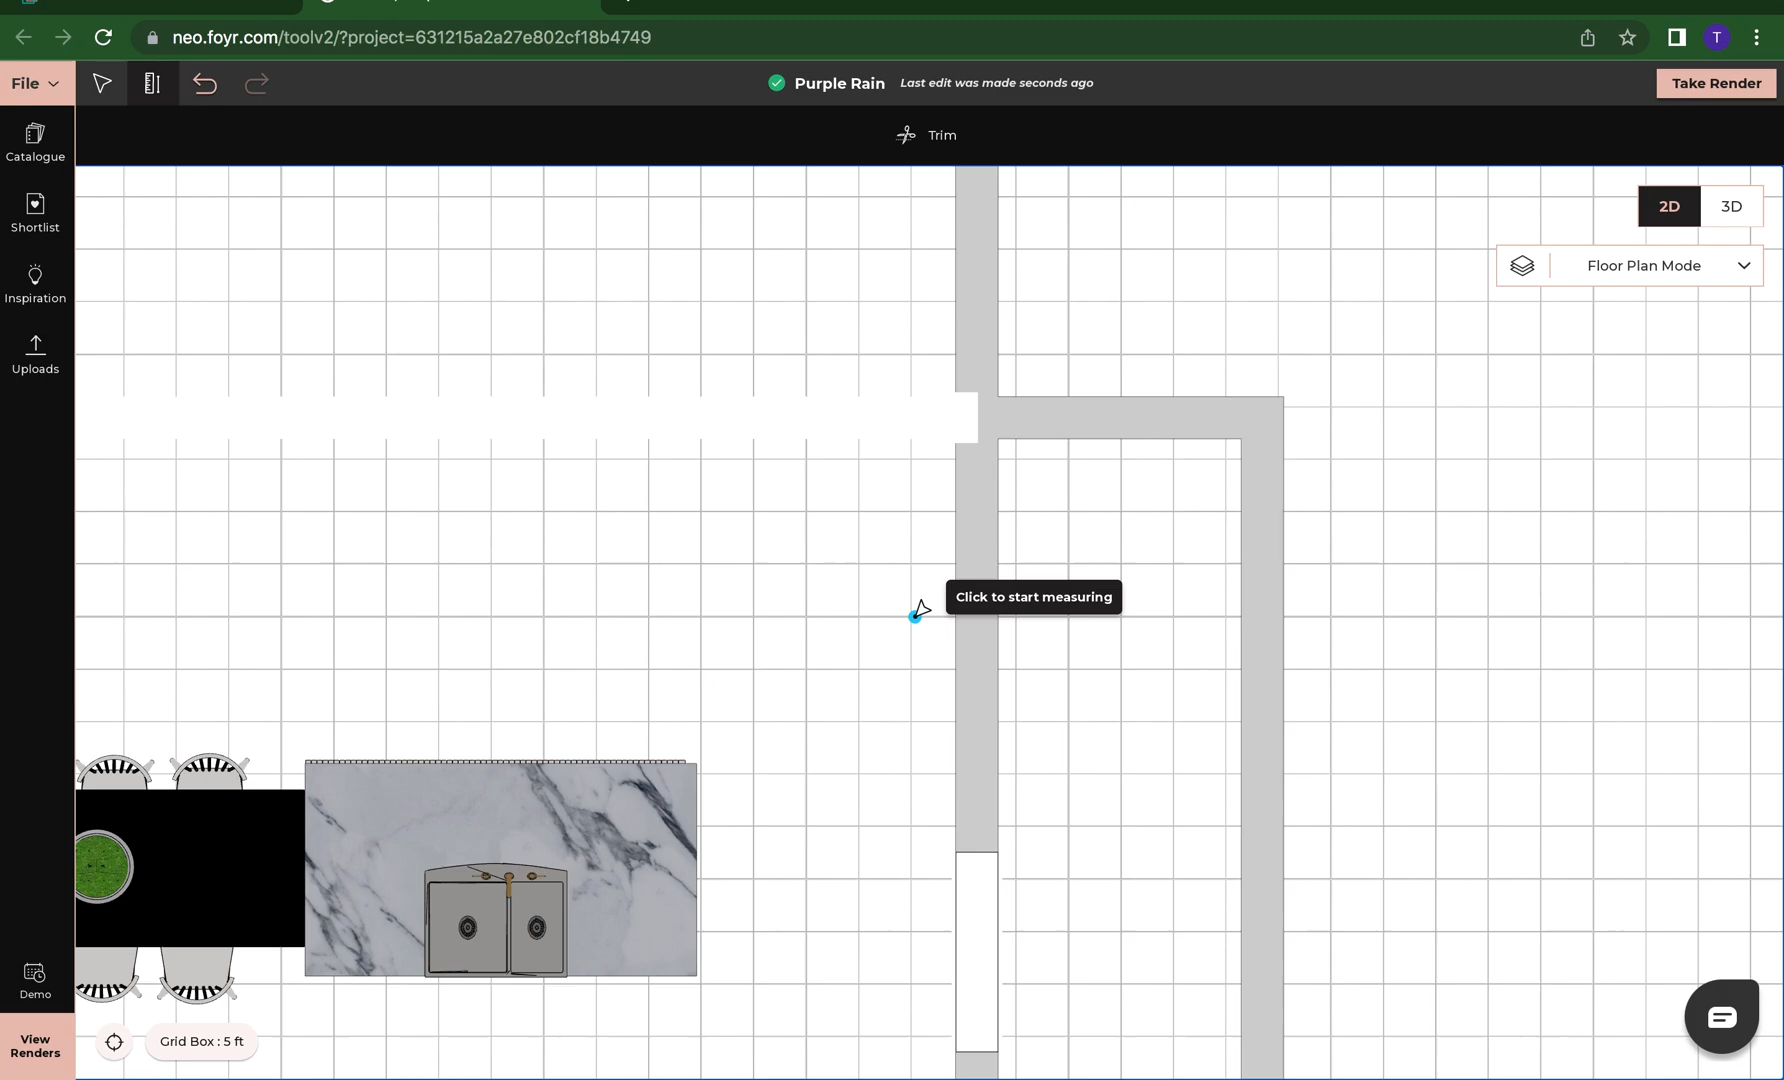 neo.foyr.com/toolv2/?project=631215a2a27e802cf18b4749
T
File
Purple Rain
Last edit was made seconds ago
Take Render
Trim
Catalogue
Shortlist
Inspiration
Uploads
2D
3D
Floor Plan Mode
Click to start measuring
Demo
View
Renders
Grid Box : 5 ft